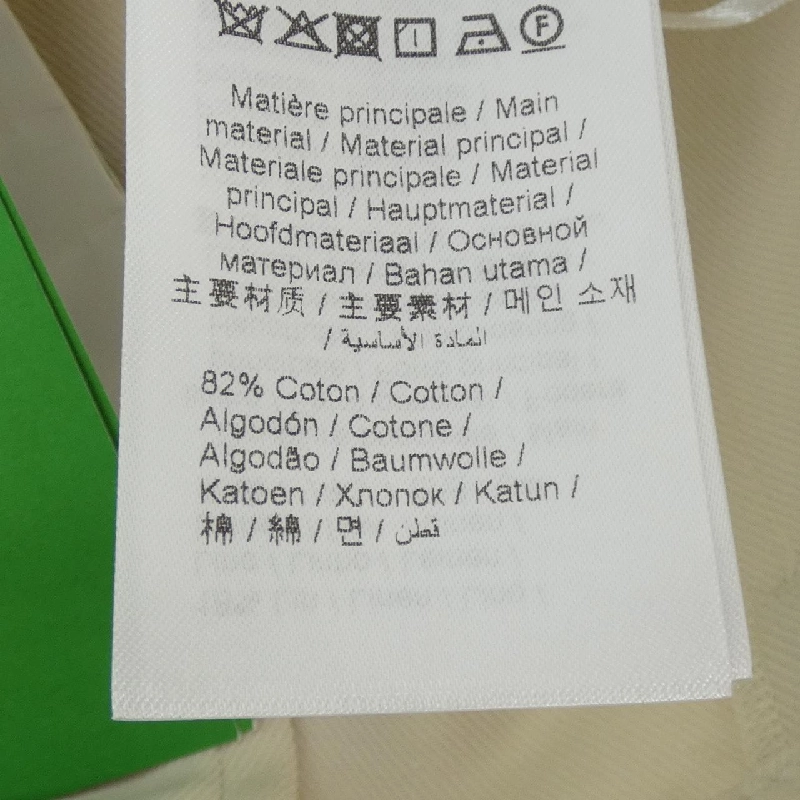 F
Matière principale / Main
material / Material principal /
Materiale principale / Material
principal / Hauptmaterial /
Hoofdmateriaal / Основной
материал / Bahan utama /
主要材质 / 主要素材 / 메인 소재
/ المادة الأساسية
82% Coton / Cotton /
Algodón / Cotone /
Algodão / Baumwolle /
Katoen / Хлопок / Katun /
棉 / 綿 / 면 / قطن